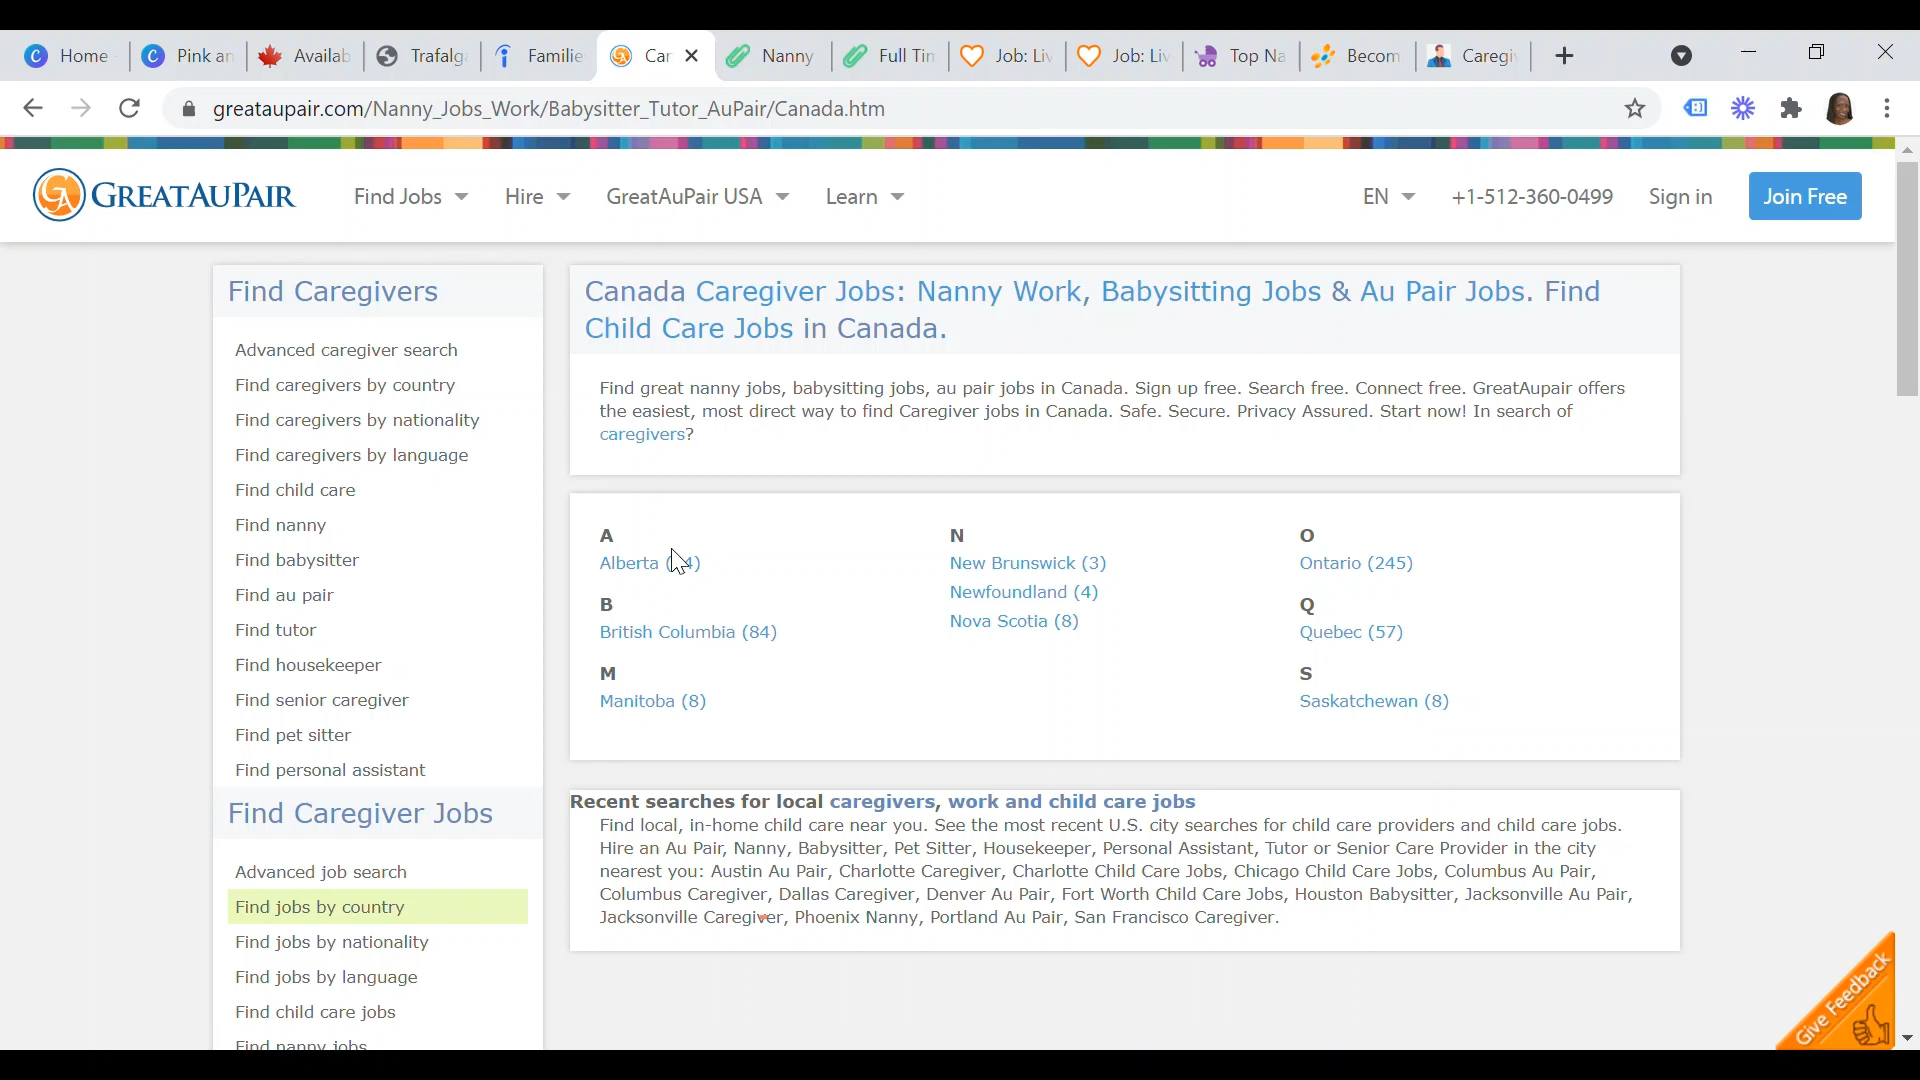 Home
Pink an
Availab
Trafalga
Familie
Car
Nanny
Full Tin
Job: Liv
Job: Liv
Top Na
Becom
Caregi
greataupair.com/Nanny_Jobs_Work/Babysitter_Tutor_AuPair/Canada.htm
GREATAUPAIR
Find Jobs
Hire
GreatAuPair USA
Learn
EN
+1-512-360-0499
Sign in
Join Free
Find Caregivers
Advanced caregiver search
Find caregivers by country
Find caregivers by nationality
Find caregivers by language
Find child care
Find nanny
Find babysitter
Find au pair
Find tutor
Find housekeeper
Find senior caregiver
Find pet sitter
Find personal assistant
Find Caregiver Jobs
Advanced job search
Find jobs by country
Find jobs by nationality
Find jobs by language
Find child care jobs
Find nanny jobs
Canada Caregiver Jobs: Nanny Work, Babysitting Jobs & Au Pair Jobs. Find
Child Care Jobs in Canada.
Find great nanny jobs, babysitting jobs, au pair jobs in Canada. Sign up free. Search free. Connect free. GreatAupair offers
the easiest, most direct way to find Caregiver jobs in Canada. Safe. Secure. Privacy Assured. Start now! In search of
caregivers?
A
Alberta
B
British Columbia (84)
M
Manitoba (8)
N
New Brunswick (3)
Newfoundland (4)
Nova Scotia (8)
O
Ontario (245)
Q
Quebec (57)
S
Saskatchewan (8)
Recent searches for local caregivers, work and child care jobs
Find local, in-home child care near you. See the most recent U.S. city searches for child care providers and child care jobs.
Hire an Au Pair, Nanny, Babysitter, Pet Sitter, Housekeeper, Personal Assistant, Tutor or Senior Care Provider in the city
nearest you: Austin Au Pair, Charlotte Caregiver, Charlotte Child Care Jobs, Chicago Child Care Jobs, Columbus Au Pair,
Columbus Caregiver, Dallas Caregiver, Denver Au Pair, Fort Worth Child Care Jobs, Houston Babysitter, Jacksonville Au Pair,
Jacksonville Caregiver, Phoenix Nanny, Portland Au Pair, San Francisco Caregiver.
Give Feedback